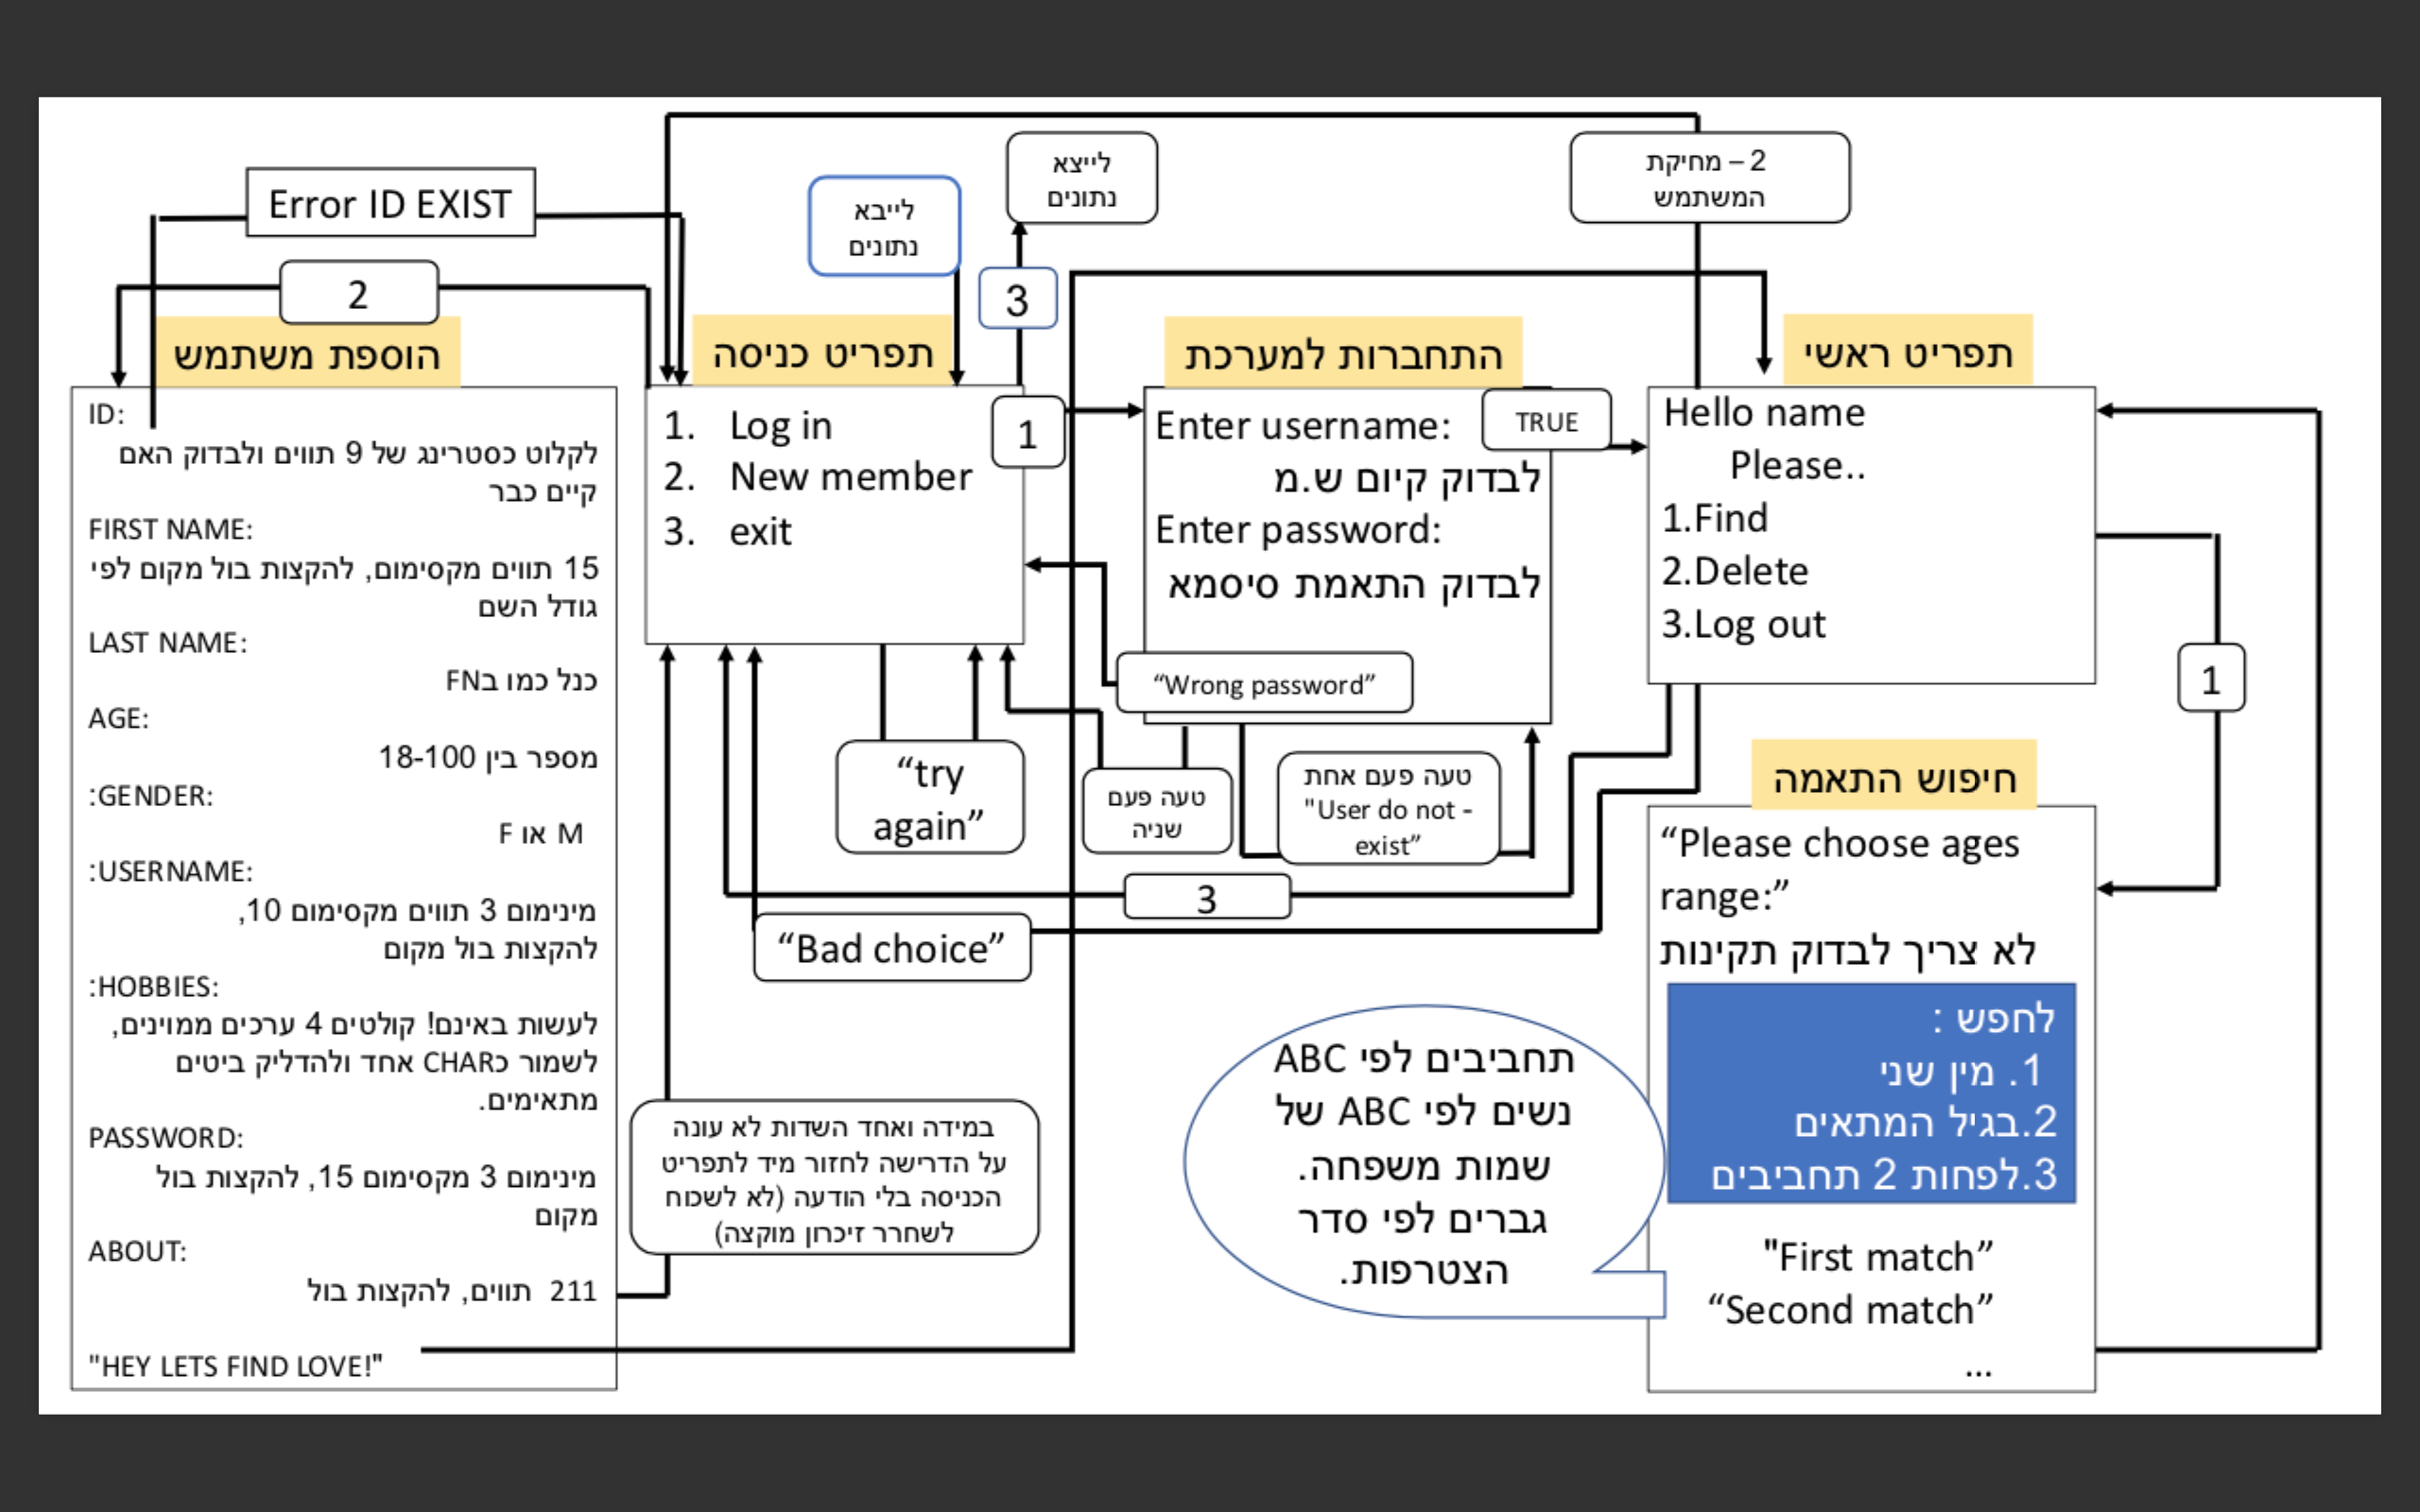 Error ID EXIST
2
הוספת משתמש
ID:
לקלוט כסטרינג של 9 תווים ולבדוק האם
קיים כבר
FIRST NAME:
15 תווים מקסימום, להקצות בול מקום לפי
גודל השם
LAST NAME:
כנל כמו בFN
AGE:
מספר בין 18-100
:GENDER:
M או F
:USERNAME:
מינימום 3 תווים מקסימום 10,
להקצות בול מקום
:HOBBIES:
לעשות באינם! קולטים 4 ערכים ממוינים,
לשמור כCHAR אחד ולהדליק ביטים
מתאימים.
PASSWORD:
מינימום 3 מקסימום 15, להקצות בול
מקום
ABOUT:
211 תווים, להקצות בול
"HEY LETS FIND LOVE!"
לייבא
נתונים
לייצא
נתונים
3
תפריט כניסה
1. Log in
2. New member
3. exit
1
“try
again”
“Bad choice”
במידה ואחד השדות לא עונה
על הדרישה לחזור מיד לתפריט
הכניסה בלי הודעה (לא לשכוח
לשחרר זיכרון מוקצה)
התחברות למערכת
Enter username:
לבדוק קיום ש.מ
Enter password:
לבדוק התאמת סיסמא
TRUE
“Wrong password”
טעה פעם
שניה
טעה פעם אחת
"User do not -
exist”
3
2 – מחיקת
המשתמש
תפריט ראשי
Hello name
Please..
1.Find
2.Delete
3.Log out
1
חיפוש התאמה
“Please choose ages
range:”
לא צריך לבדוק תקינות
לחפש :
1. מין שני
2.בגיל המתאים
3.לפחות 2 תחביבים
"First match”
“Second match”
...
תחביבים לפי ABC
נשים לפי ABC של
שמות משפחה.
גברים לפי סדר
הצטרפות.